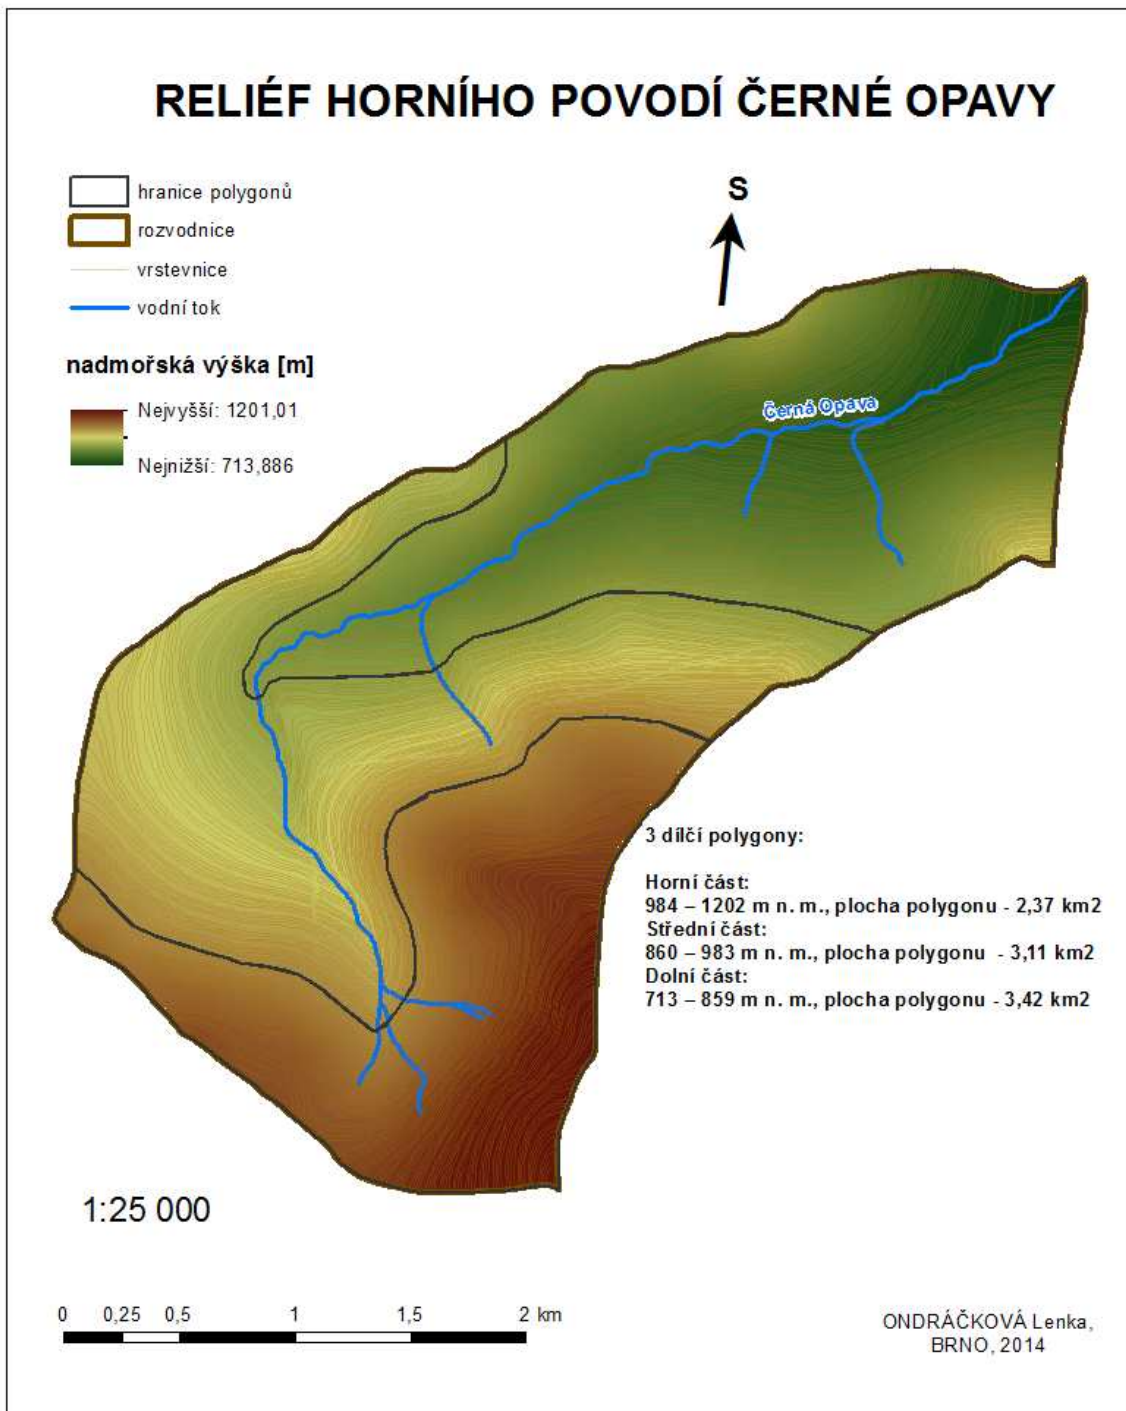 RELIÉF HORNÍHO POVODÍ ČERNÉ OPAVY
S
hranice polygonů
rozvodnice
vrstevnice
vodní tok
nadmořská výška [m]
Nejvyšší: 1201,01
Nejnižší: 713,886
Černá Opava
3 dílčí polygony:
Horní část:
984 – 1202 m n. m., plocha polygonu - 2,37 km2
Střední část:
860 – 983 m n. m., plocha polygonu - 3,11 km2
Dolní část:
713 – 859 m n. m., plocha polygonu - 3,42 km2
1:25 000
0 0,25 0,5 1 1,5 2 km
ONDRÁČKOVÁ Lenka,
BRNO, 2014